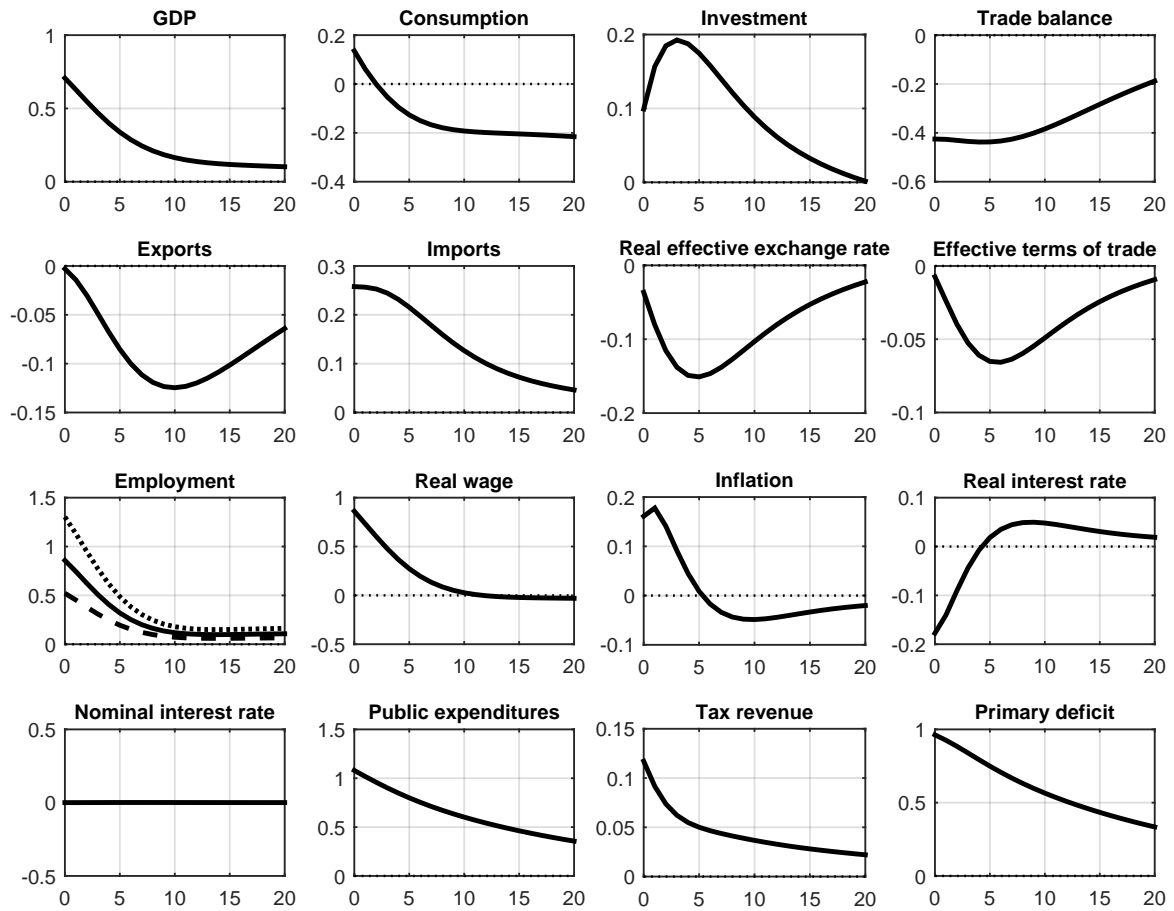 GDP
1
0.5
0
0 5 10 15 20
Consumption
0.2
0
-0.2
-0.4
0 5 10 15 20
Investment
0.2
0.1
0
0 5 10 15 20
Trade balance
0
-0.2
-0.4
-0.6
0 5 10 15 20
Exports
0
-0.05
-0.1
-0.15
0 5 10 15 20
Imports
0.3
0.2
0.1
0
0 5 10 15 20
Real effective exchange rate
0
-0.1
-0.2
0 5 10 15 20
Effective terms of trade
0
-0.05
-0.1
0 5 10 15 20
Employment
1.5
1
0.5
0
0 5 10 15 20
Real wage
1
0.5
0
-0.5
0 5 10 15 20
Inflation
0.2
0.1
0
-0.1
0 5 10 15 20
Real interest rate
0.1
0
-0.1
-0.2
0 5 10 15 20
Nominal interest rate
0.5
0
-0.5
0 5 10 15 20
Public expenditures
1.5
1
0.5
0
0 5 10 15 20
Tax revenue
0.15
0.1
0.05
0
0 5 10 15 20
Primary deficit
1
0.5
0
0 5 10 15 20